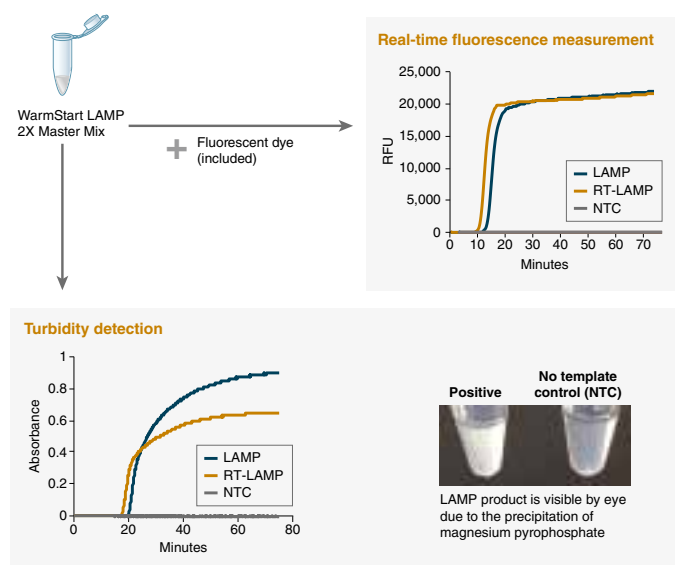 WarmStart LAMP
2X Master Mix
Fluorescent dye
(included)
Real-time fluorescence measurement
25,000
20,000
15,000
10,000
5,000
0
RFU
0 10 20 30 40 50 60 70
Minutes
LAMP
RT-LAMP
NTC
Turbidity detection
1
0.8
0.6
0.4
0.2
0
Absorbance
0 20 40 60 80
Minutes
LAMP
RT-LAMP
NTC
Positive
No template
control (NTC)
LAMP product is visible by eye
due to the precipitation of
magnesium pyrophosphate